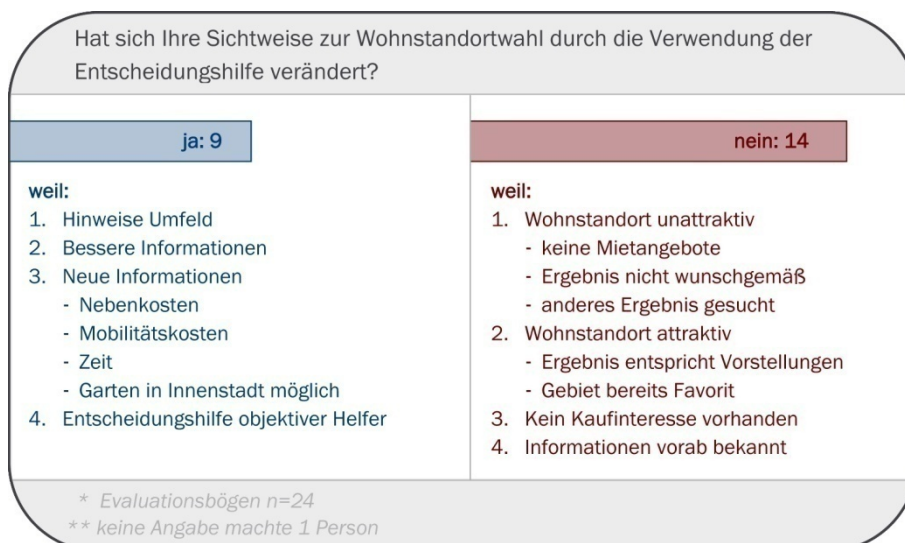 Hat sich Ihre Sichtweise zur Wohnstandortwahl durch die Verwendung der
Entscheidungshilfe verändert?
ja: 9
weil:
1. Hinweise Umfeld
2. Bessere Informationen
3. Neue Informationen
- Nebenkosten
- Mobilitätskosten
- Zeit
- Garten in Innenstadt möglich
4. Entscheidungshilfe objektiver Helfer
nein: 14
weil:
1. Wohnstandort unattraktiv
- keine Mietangebote
- Ergebnis nicht wunschgemäß
- anderes Ergebnis gesucht
2. Wohnstandort attraktiv
- Ergebnis entspricht Vorstellungen
- Gebiet bereits Favorit
3. Kein Kaufinteresse vorhanden
4. Informationen vorab bekannt
* Evaluationsbögen n=24
** keine Angabe machte 1 Person